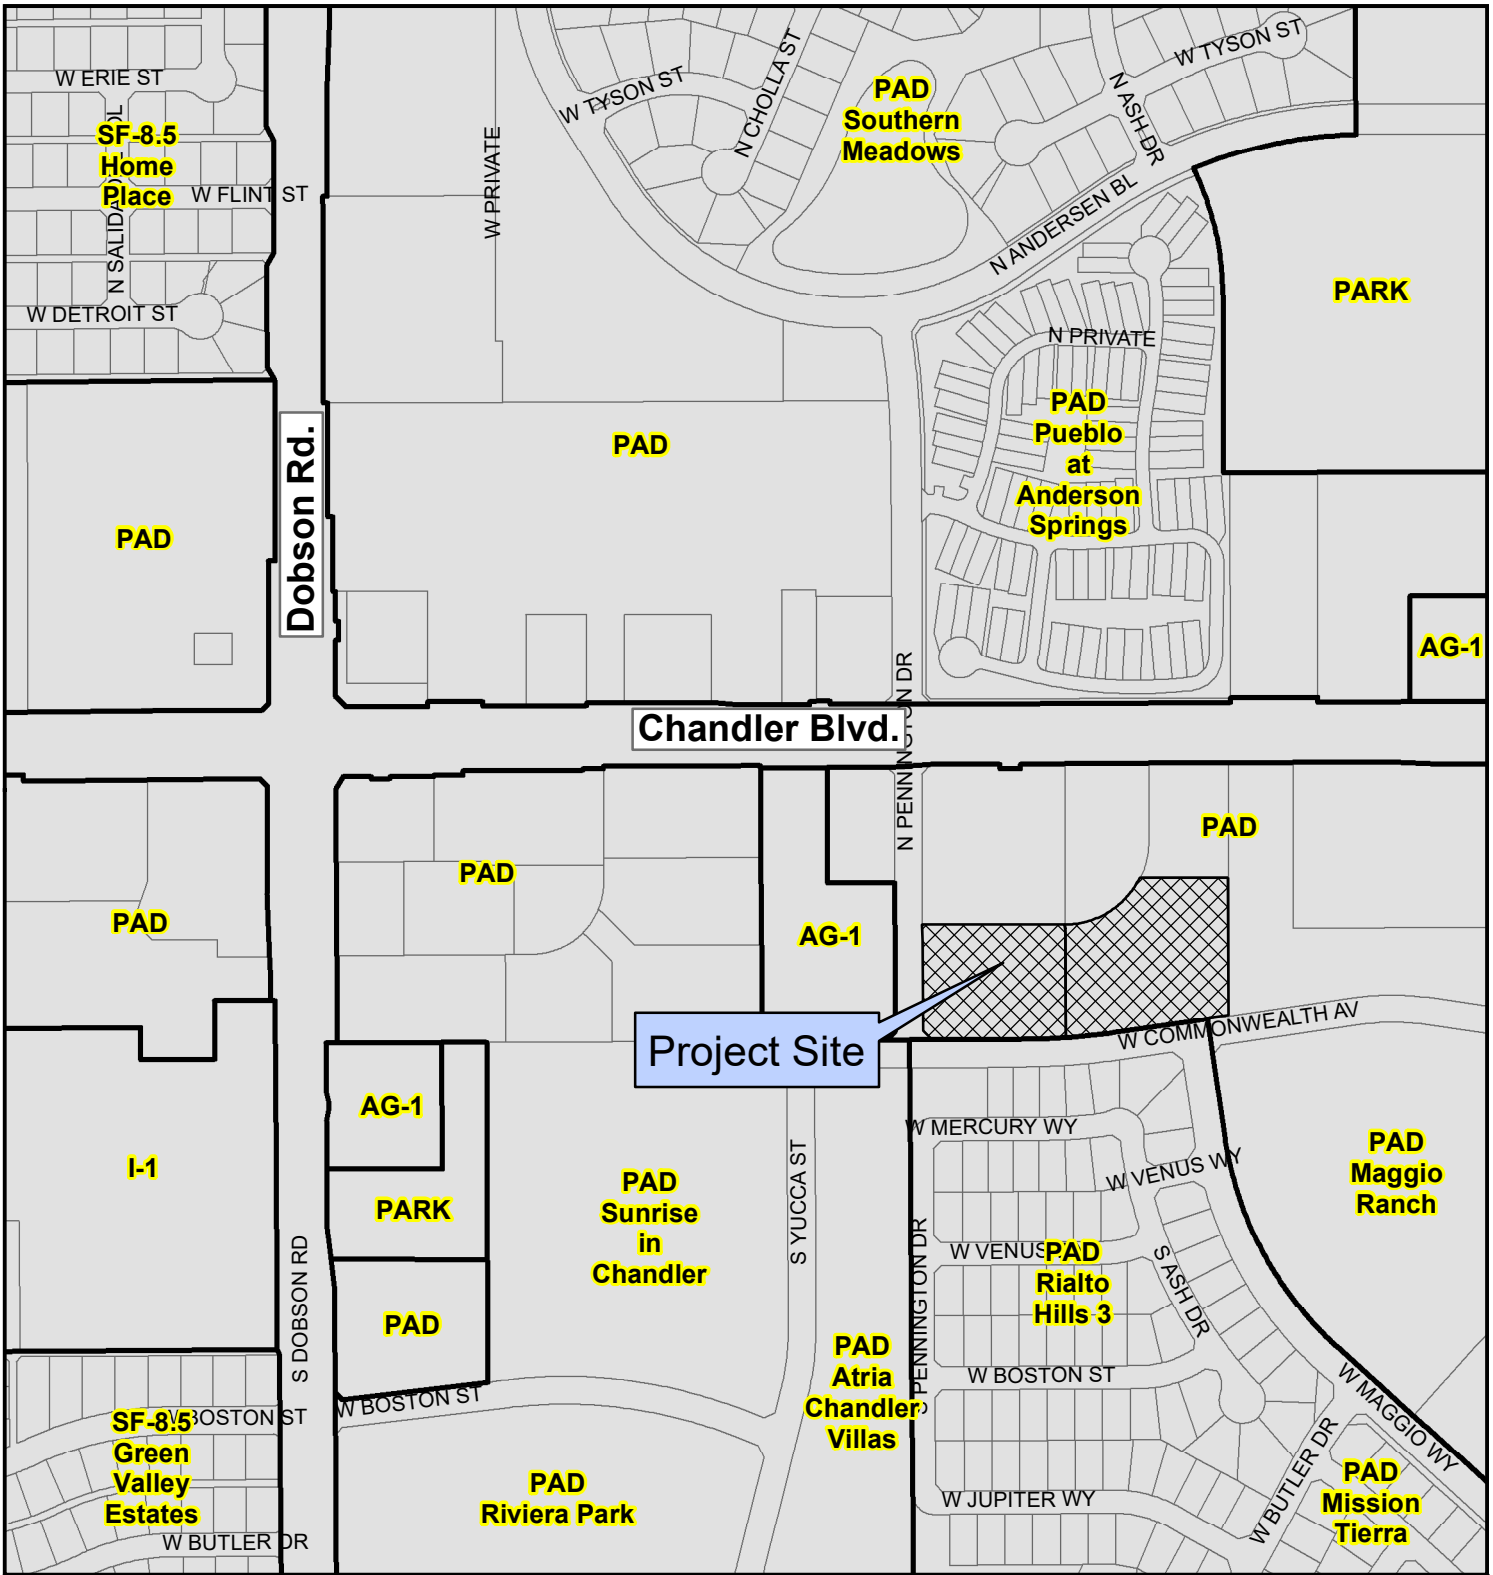 W ERIE ST
SF-8.5
Home
Place
W FLINT ST
W DETROIT ST
W PRIVATE
W TYSON ST
N CHOLLA ST
PAD
Southern
Meadows
N ASH DR
W TYSON ST
N ANDERSEN BL
PARK
N PRIVATE
PAD
Pueblo
at
Anderson
Springs
PAD
PAD
Dobson Rd.
AG-1
Chandler Blvd.
N PENNINGTON DR
PAD
PAD
PAD
AG-1
Project Site
W COMMONWEALTH AV
AG-1
PARK
PAD
I-1
S DOBSON RD
PAD
Sunrise
in
Chandler
S YUCCA ST
W MERCURY WY
W VENUS WY
W VENUS
PAD
Rialto
Hills 3
S ASH DR
PAD
Maggio
Ranch
PAD
Atria
Chandler
Villas
S PENNINGTON DR
W BOSTON ST
W BOSTON ST
W BOSTON ST
SF-8.5
Green
Valley
Estates
W BUTLER DR
PAD
Riviera Park
W JUPITER WY
W BUTLER DR
W MAGGIO WY
PAD
Mission
Tierra